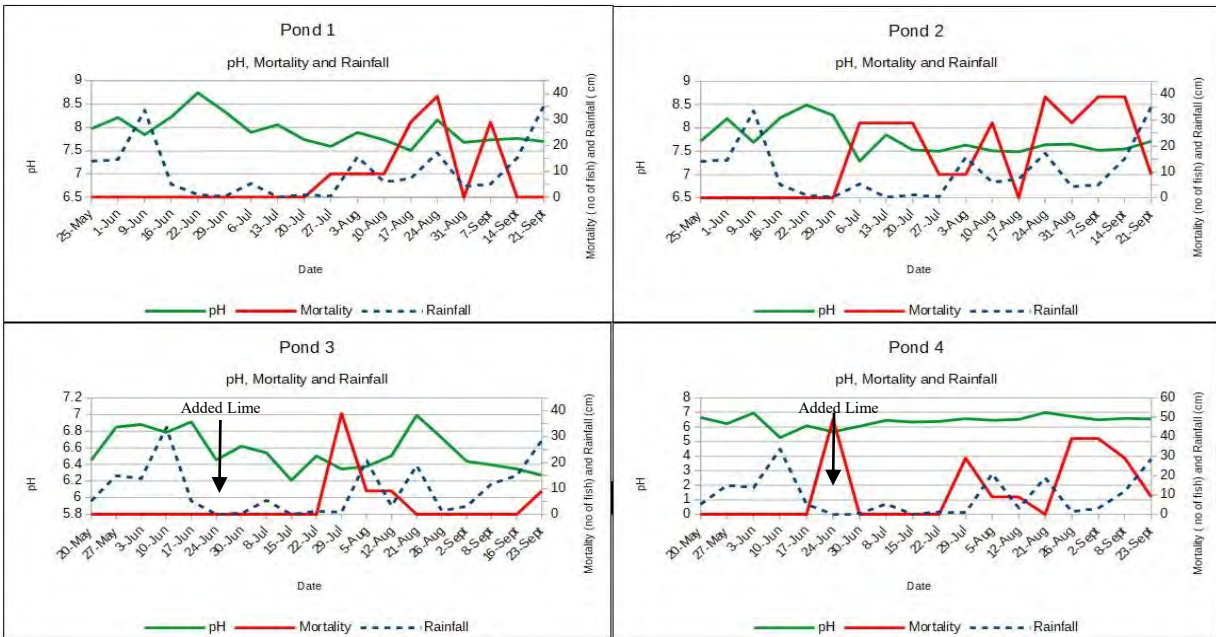 Pond 1
pH, Mortality and Rainfall
9
8.5
8
7.5
7
6.5
40
30
20
10
0
pH
Mortality ( no of fish) and Rainfall ( cm)
25-May
1-Jun
9-Jun
16-Jun
22-Jun
29-Jun
6-Jul
13-Jul
20-Jul
27-Jul
3-Aug
10-Aug
17-Aug
24-Aug
31-Aug
7-Sept
14-Sept
21-Sept
Date
pH Mortality Rainfall
Pond 2
pH, Mortality and Rainfall
9
8.5
8
7.5
7
6.5
40
30
20
10
0
pH
Mortality ( no of fish) and Rainfall (cm)
25-May
1-Jun
9-Jun
16-Jun
22-Jun
29-Jun
6-Jul
13-Jul
20-Jul
27-Jul
3-Aug
10-Aug
17-Aug
24-Aug
31-Aug
7-Sept
14-Sept
21-Sept
Date
pH Mortality Rainfall
Pond 3
pH, Mortality and Rainfall
Added Lime
7.2
7
6.8
6.6
6.4
6.2
6
5.8
40
30
20
10
0
pH
Mortality ( no of fish) and Rainfall (cm)
20-May
27-May
3-Jun
10-Jun
17-Jun
24-Jun
30-Jun
8-Jul
15-Jul
22-Jul
29-Jul
5-Aug
12-Aug
21-Aug
26-Aug
2-Sept
9-Sept
16-Sept
23-Sept
Date
pH Mortality Rainfall
Pond 4
pH, Mortality and Rainfall
Added Lime
8
7
6
5
4
3
2
1
0
60
50
40
30
20
10
0
pH
Mortality ( no of fish) and Rainfall (cm)
20-May
27-May
3-Jun
10-Jun
17-Jun
24-Jun
30-Jun
8-Jul
15-Jul
22-Jul
29-Jul
5-Aug
12-Aug
21-Aug
26-Aug
2-Sept
8-Sept
23-Sept
Date
pH Mortality Rainfall